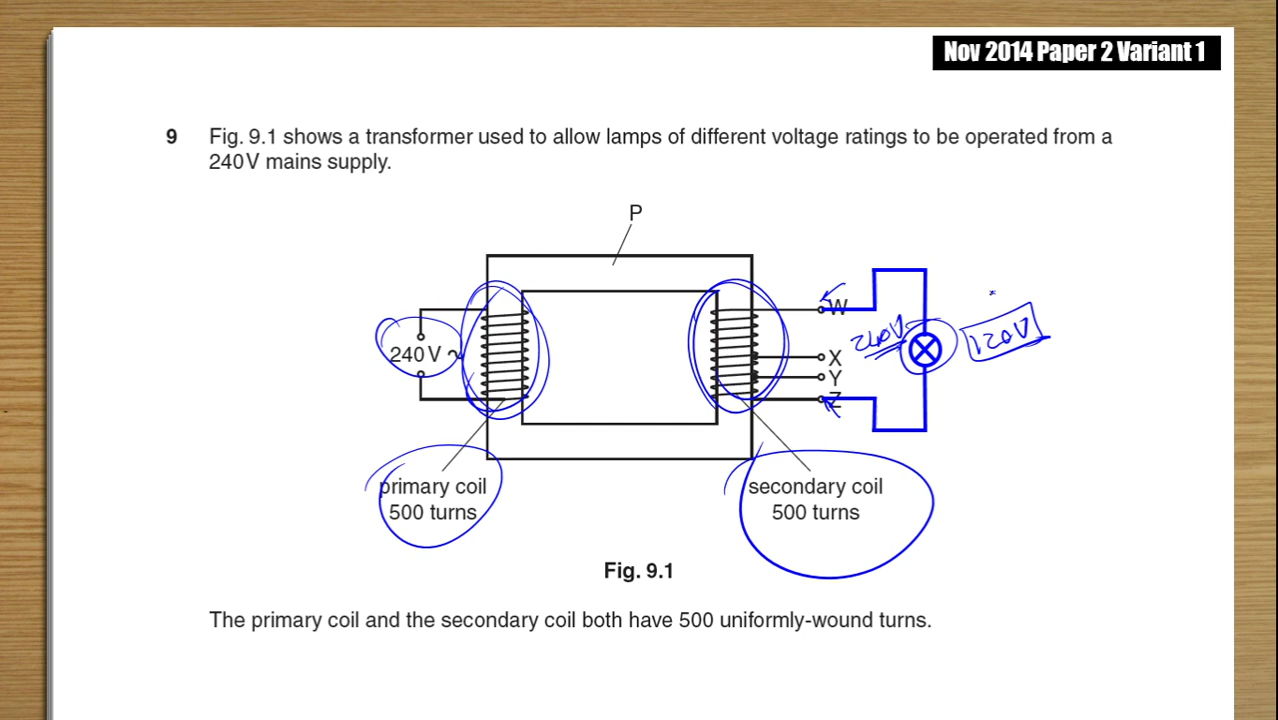 Nov 2014 Paper 2 Variant 1
9 Fig. 9.1 shows a transformer used to allow lamps of different voltage ratings to be operated from a
240 V mains supply.
P
W
240V
120V
240 V ~
X
Y
Z
primary coil
500 turns
secondary coil
500 turns
Fig. 9.1
The primary coil and the secondary coil both have 500 uniformly-wound turns.